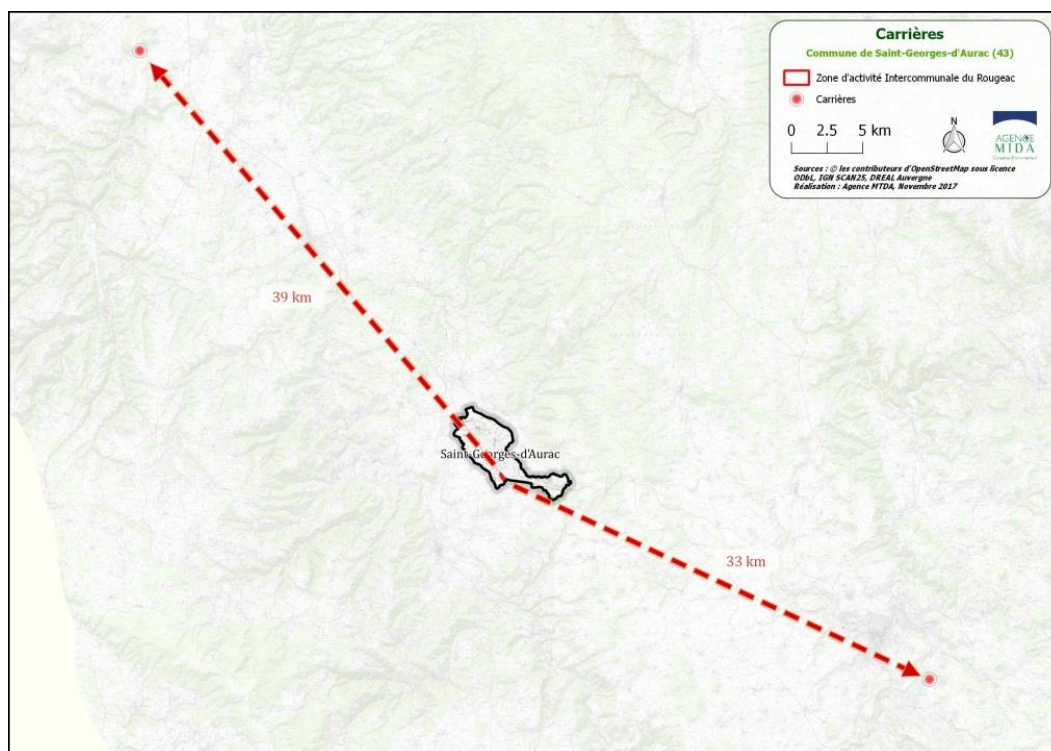 Carrières
Commune de Saint-Georges-d'Aurac (43)
Zone d'activité Intercommunale du Rougeac
Carrières
0 2.5 5 km
N
AGENCE
MTDA
Sources : © les contributeurs d'OpenStreetMap sous licence
ODbL, IGN SCAN25, DREAL Auvergne
Réalisation : Agence MTDA, Novembre 2017
39 km
Saint-Georges-d'Aurac
33 km